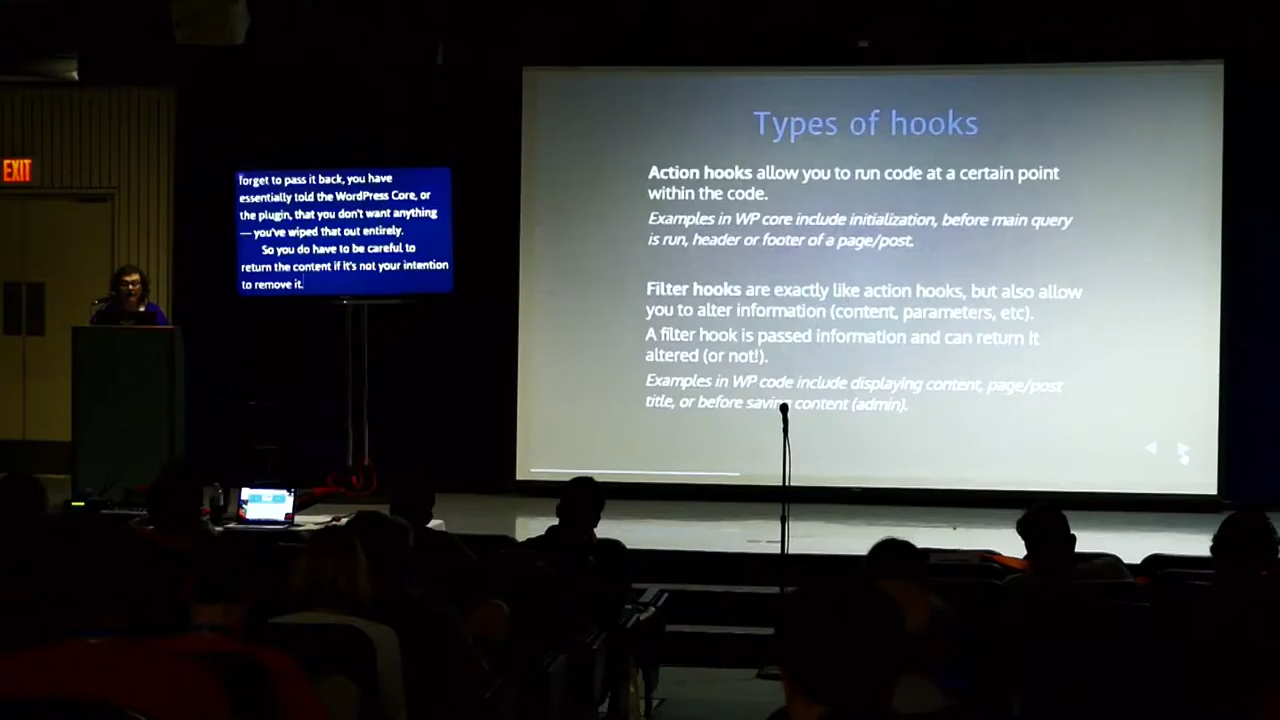 EXIT
forget to pass it back, you have
essentially told the WordPress Core, or
the plugin, that you don't want anything
— you've wiped that out entirely.
So you do have to be careful to
return the content if it's not your intention
to remove it.
Types of hooks
Action hooks allow you to run code at a certain point
within the code.
Examples in WP core include initialization, before main query
is run, header or footer of a page/post.
Filter hooks are exactly like action hooks, but also allow
you to alter information (content, parameters, etc).
A filter hook is passed information and can return it
altered (or not!).
Examples in WP code include displaying content, page/post
title, or before saving content (admin).